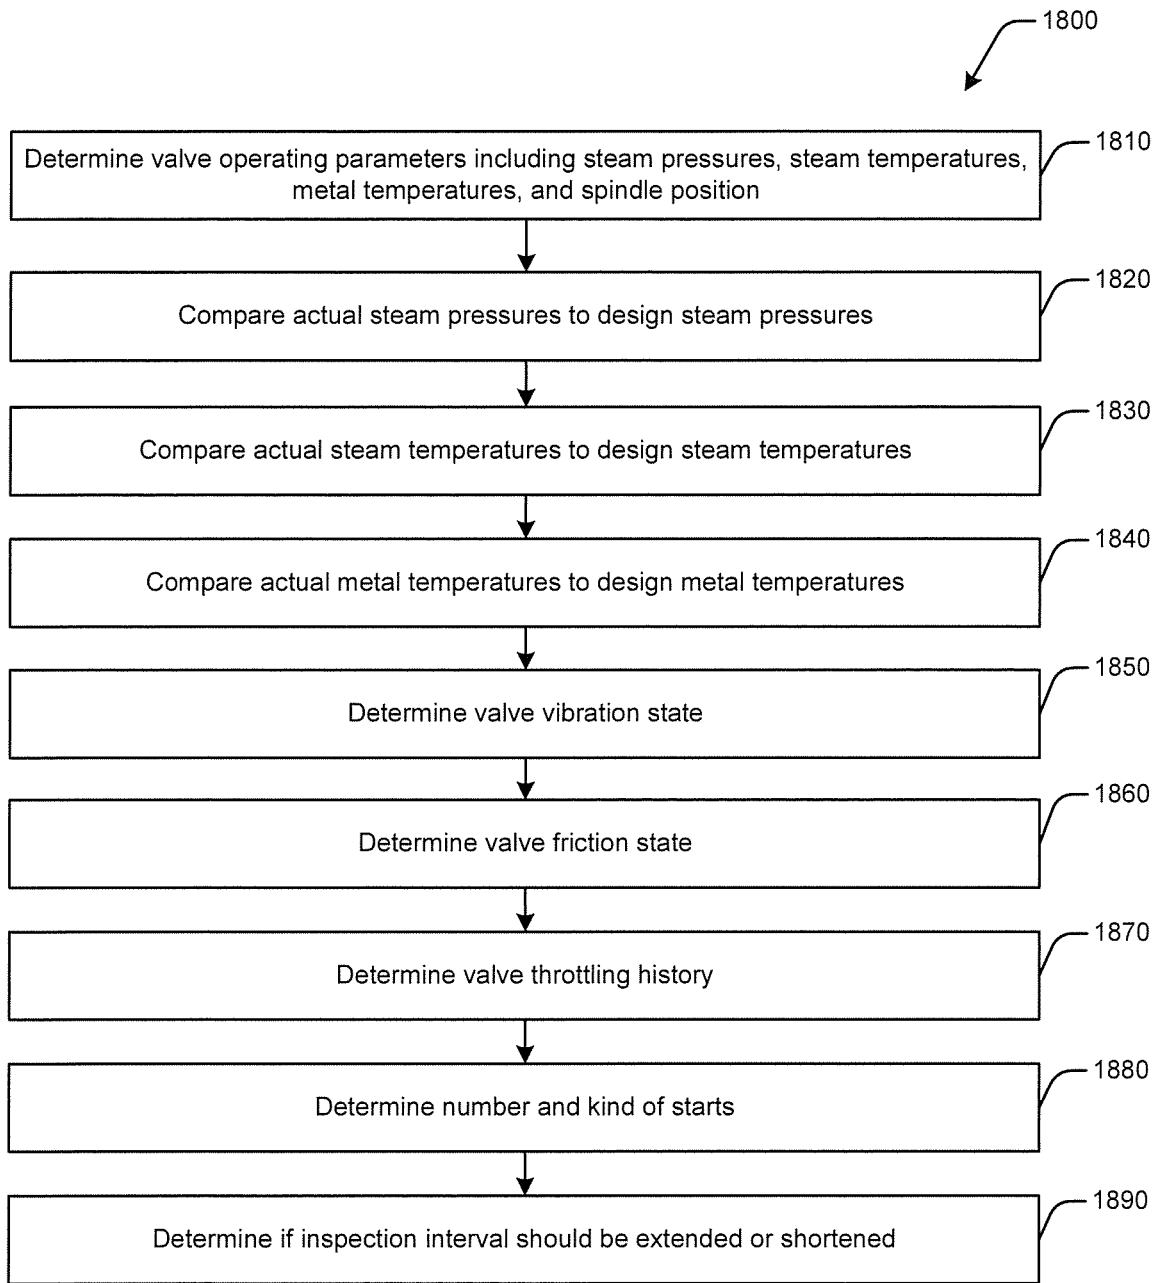 1800
1810
Determine valve operating parameters including steam pressures, steam temperatures,
metal temperatures, and spindle position
1820
Compare actual steam pressures to design steam pressures
1830
Compare actual steam temperatures to design steam temperatures
1840
Compare actual metal temperatures to design metal temperatures
1850
Determine valve vibration state
1860
Determine valve friction state
1870
Determine valve throttling history
1880
Determine number and kind of starts
1890
Determine if inspection interval should be extended or shortened